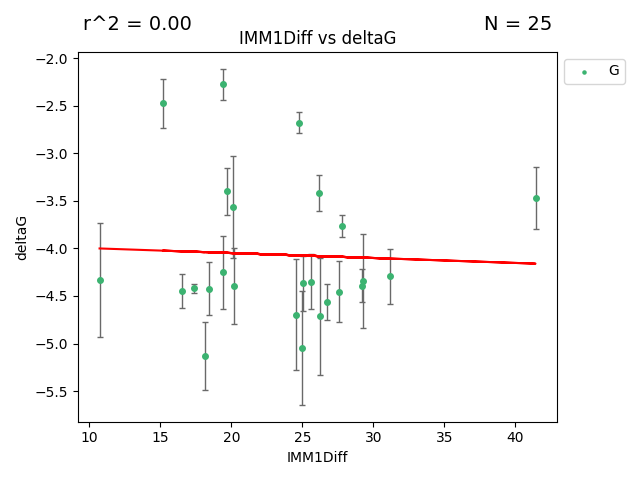 r^2 = 0.00
N = 25
IMM1Diff vs deltaG
G
−2.0
−2.5
−3.0
−3.5
−4.0
−4.5
−5.0
−5.5
deltaG
10 15 20 25 30 35 40
IMM1Diff